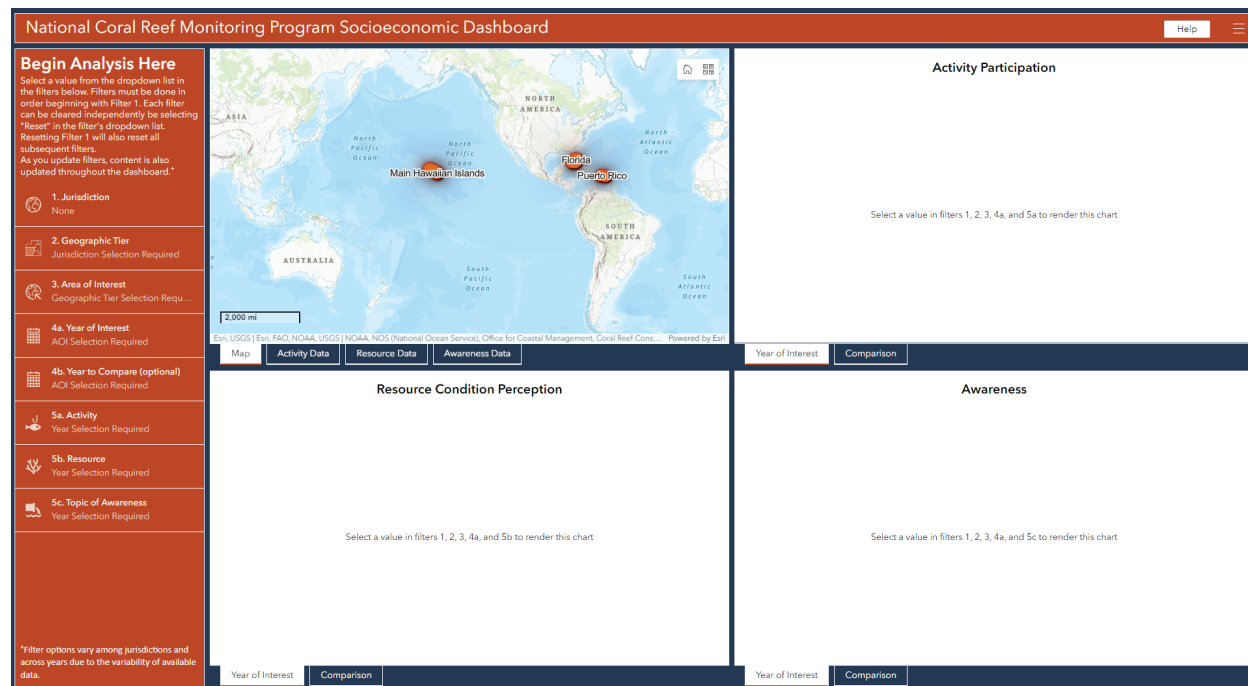 National Coral Reef Monitoring Program Socioeconomic Dashboard
Help
Begin Analysis Here
Select a value from the dropdown list in
the filters below. Filters must be done in
order beginning with Filter 1. Each filter
can be cleared independently be selecting
"Reset" in the filter's dropdown list.
Resetting Filter 1 will also reset all
subsequent filters.
As you update filters, content is also
updated throughout the dashboard.*
1. Jurisdiction
None
2. Geographic Tier
Jurisdiction Selection Required
3. Area of Interest
Geographic Tier Selection Requ...
4a. Year of Interest
AOI Selection Required
4b. Year to Compare (optional)
AOI Selection Required
5a. Activity
Year Selection Required
5b. Resource
Year Selection Required
5c. Topic of Awareness
Year Selection Required
*Filter options vary among jurisdictions and
across years due to the variability of available
data.
ASIA
NORTH
AMERICA
North
Pacific
Ocean
North
Pacific
Ocean
North
Atlantic
Ocean
Main Hawaiian Islands
Florida
Puerto Rico
SOUTH
AMERICA
AUSTRALIA
South
Pacific
Ocean
South
Atlantic
Ocean
2,000 mi
Esri, USGS | Esri, FAO, NOAA, USGS | NOAA, NOS (National Ocean Service), Office for Coastal Management, Coral Reef Cons... Powered by Esri
Map
Activity Data
Resource Data
Awareness Data
Activity Participation
Select a value in filters 1, 2, 3, 4a, and 5a to render this chart
Year of Interest
Comparison
Resource Condition Perception
Select a value in filters 1, 2, 3, 4a, and 5b to render this chart
Year of Interest
Comparison
Awareness
Select a value in filters 1, 2, 3, 4a, and 5c to render this chart
Year of Interest
Comparison